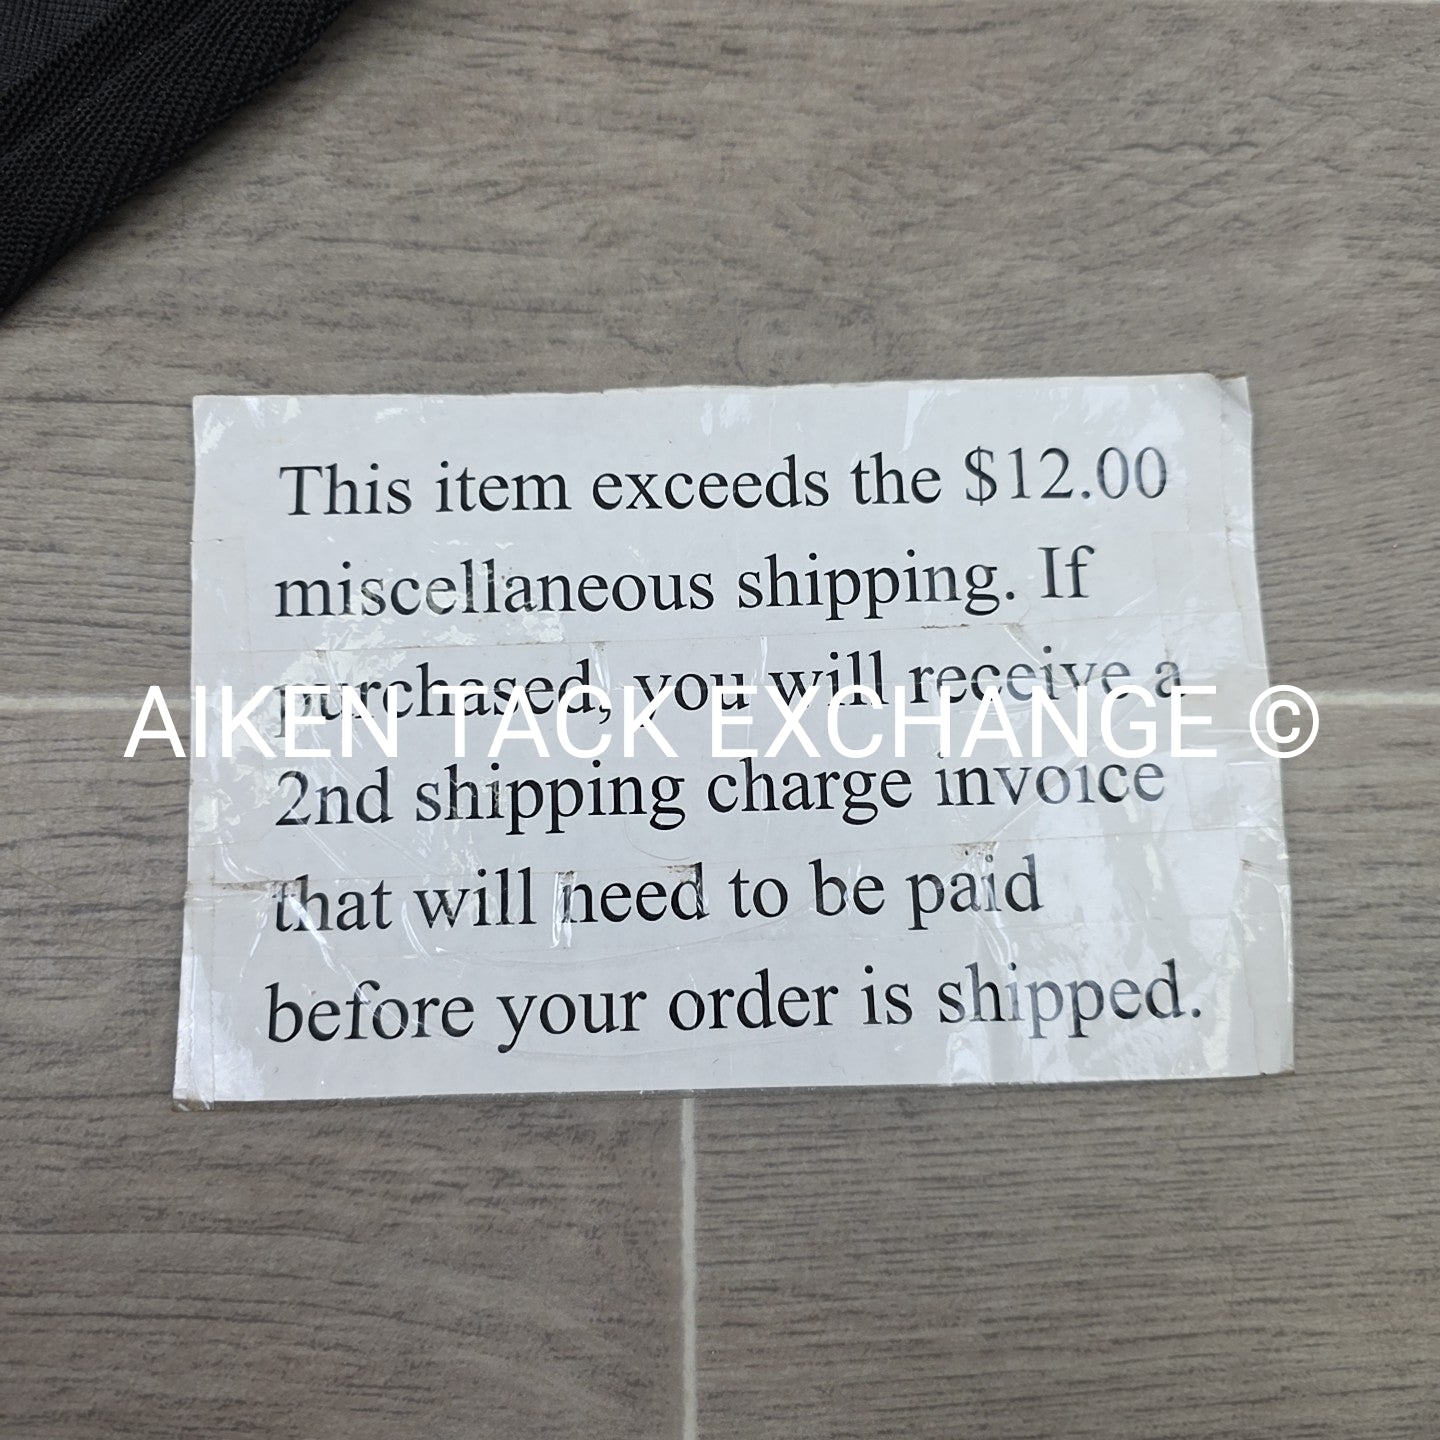 This item exceeds the $12.00
miscellaneous shipping. If
purchased, you will receive a
AIKEN TACK EXCHANGE ©
2nd shipping charge invoice
that will need to be paid
before your order is shipped.